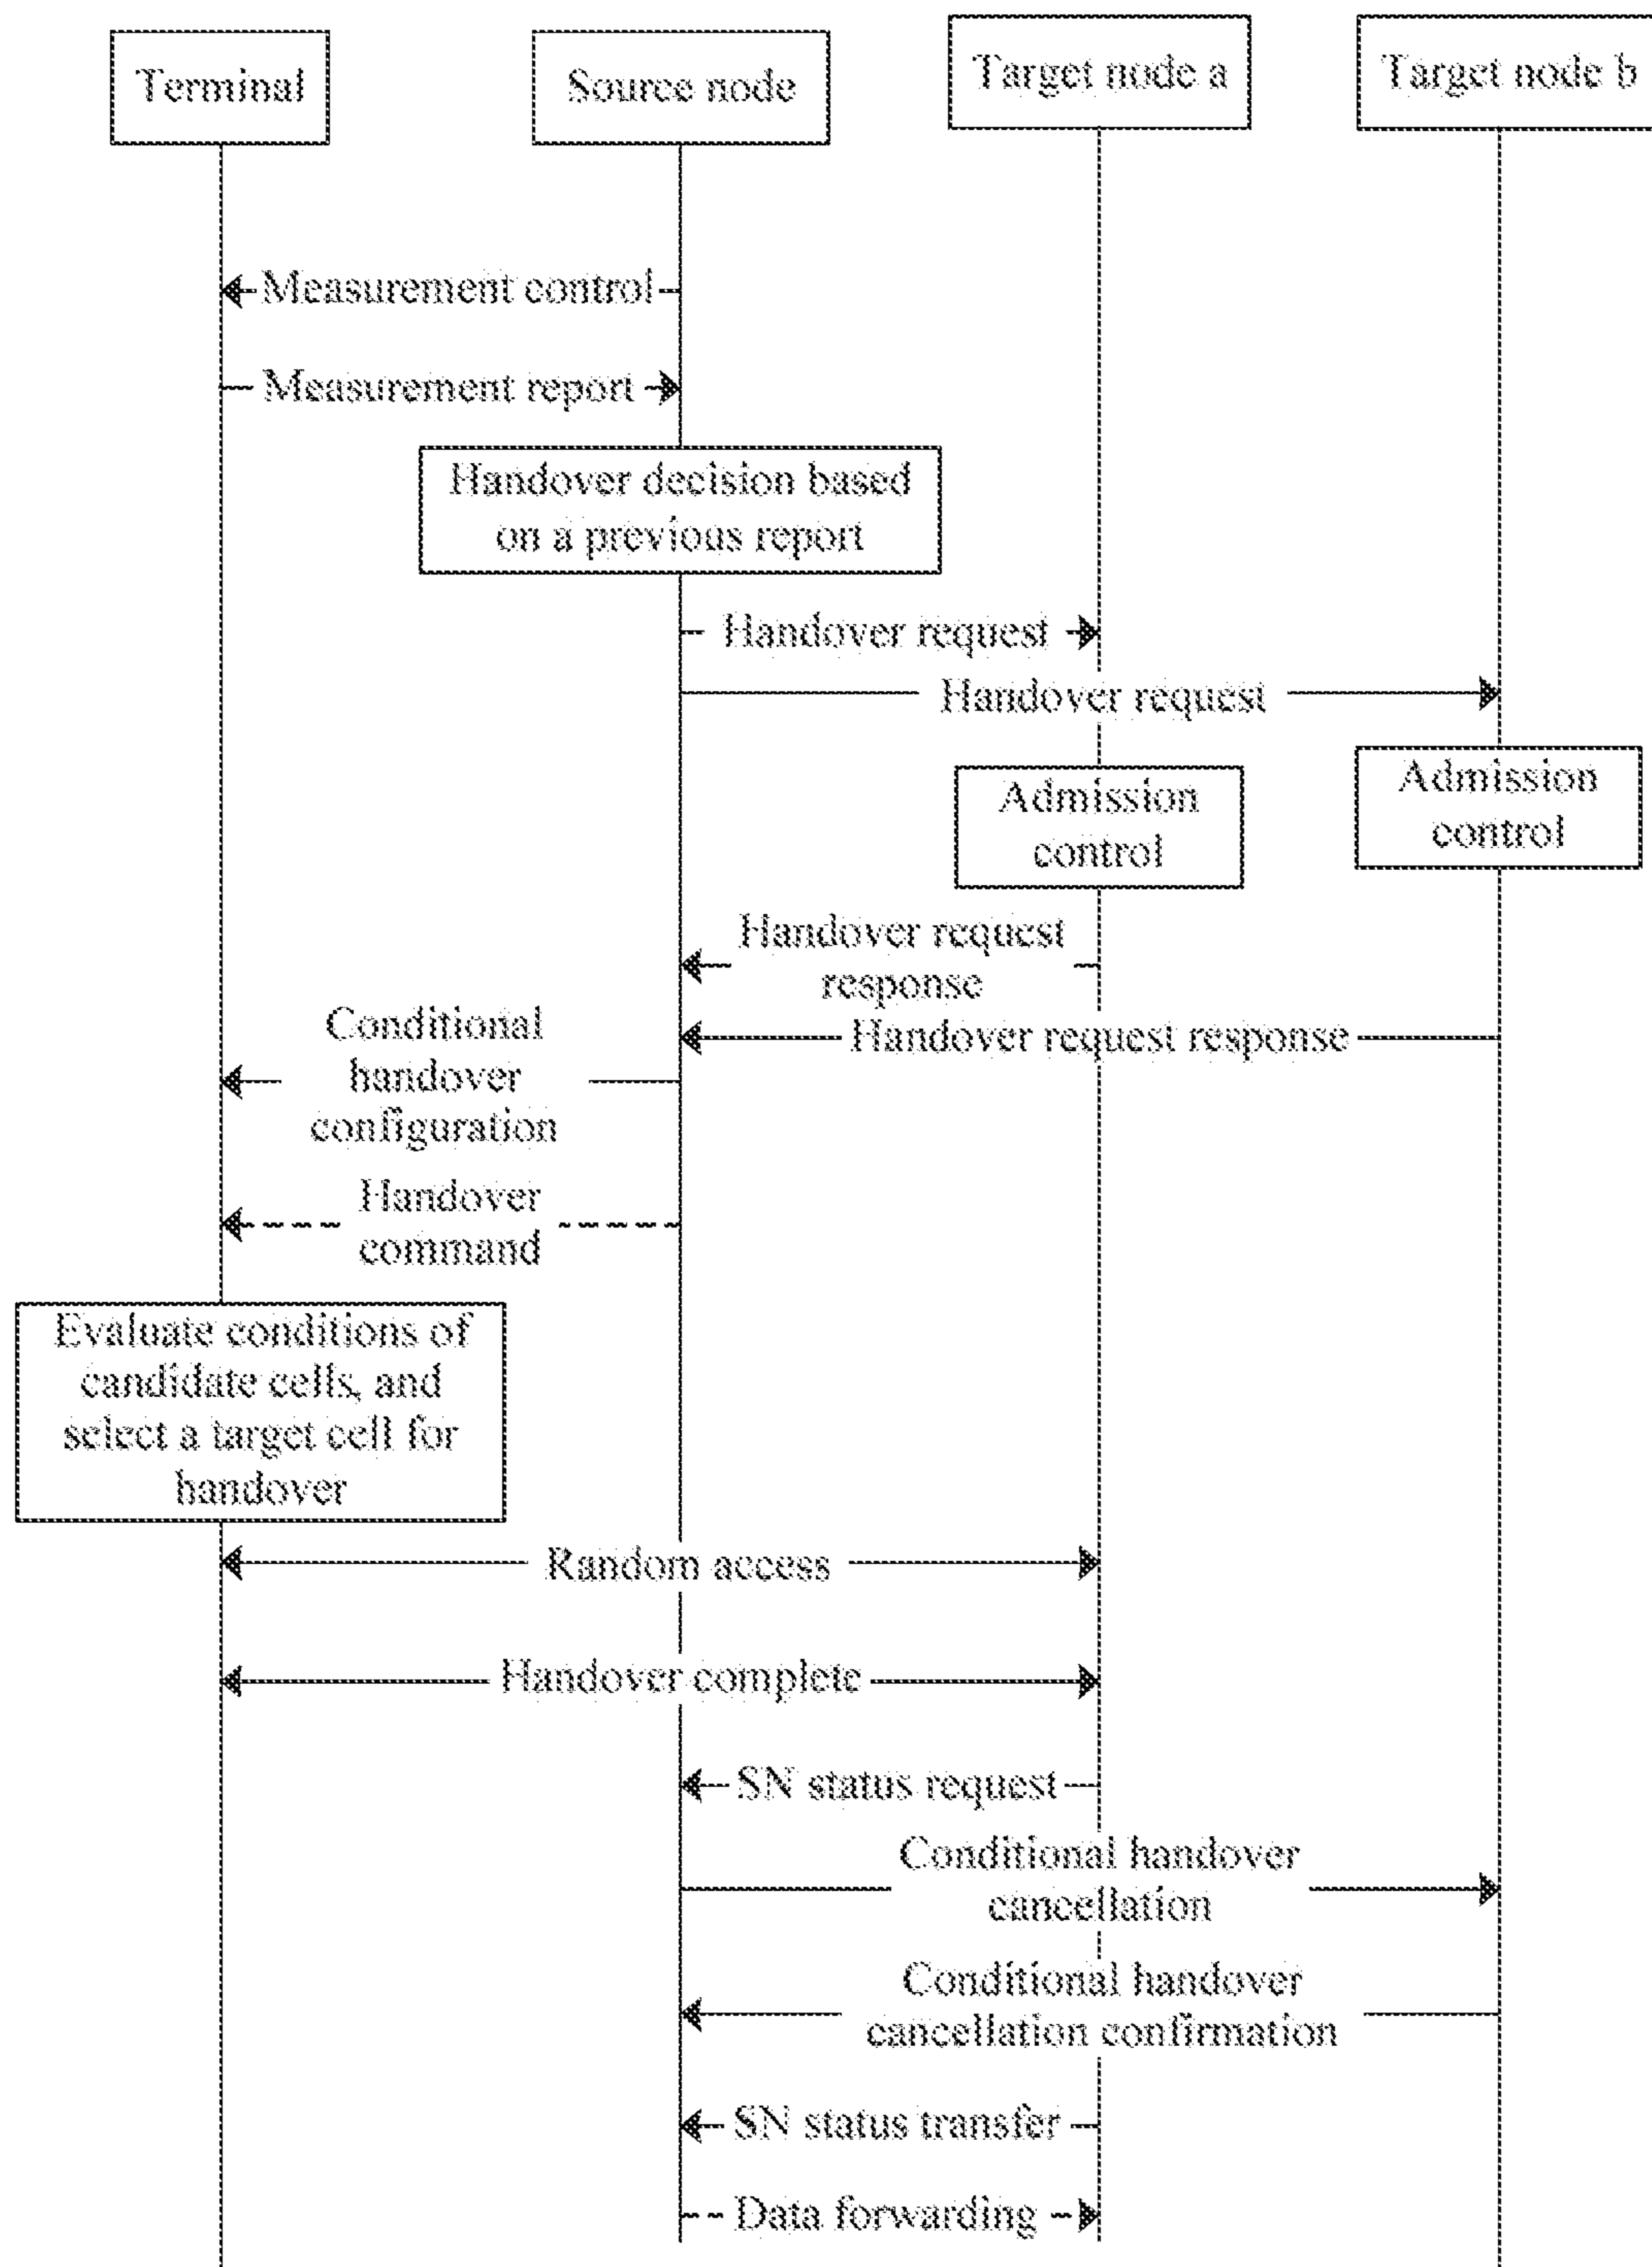 Terminal
Source node
Target node a
Target node b
Measurement control
Measurement report
Handover decision based
on a previous report
Handover request
Handover request
Admission
control
Admission
control
Handover request
response
Handover request response
Conditional
handover
configuration
Handover
command
Evaluate conditions of
candidate cells, and
select a target cell for
handover
Random access
Handover complete
SN status request
Conditional handover
cancellation
Conditional handover
cancellation confirmation
SN status transfer
Data forwarding